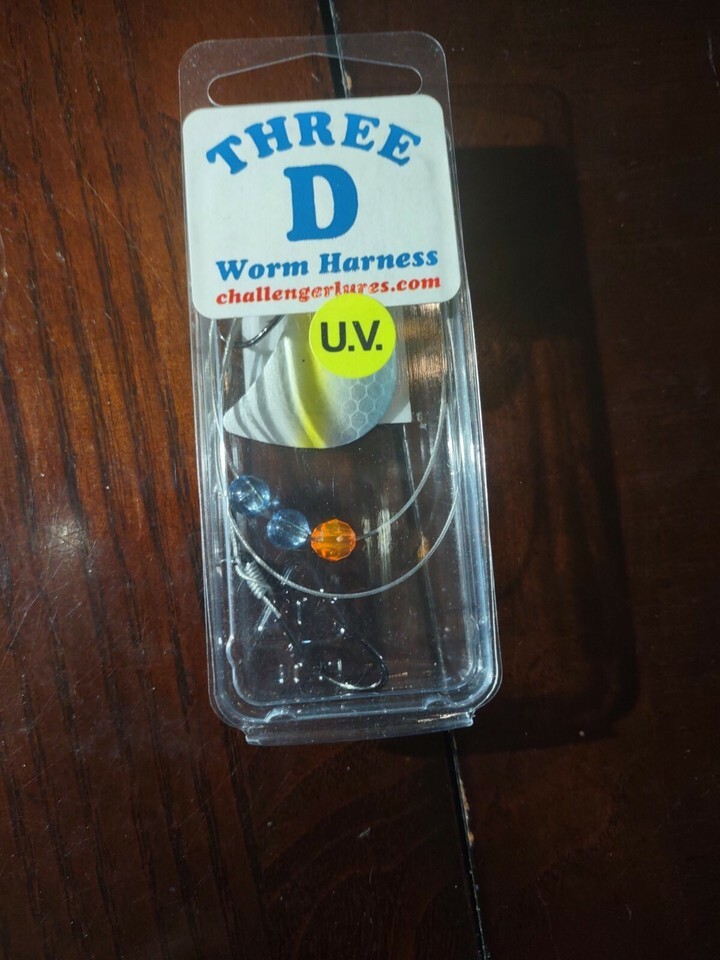 THREE
D
Worm Harness
challengerlures.com
U.V.